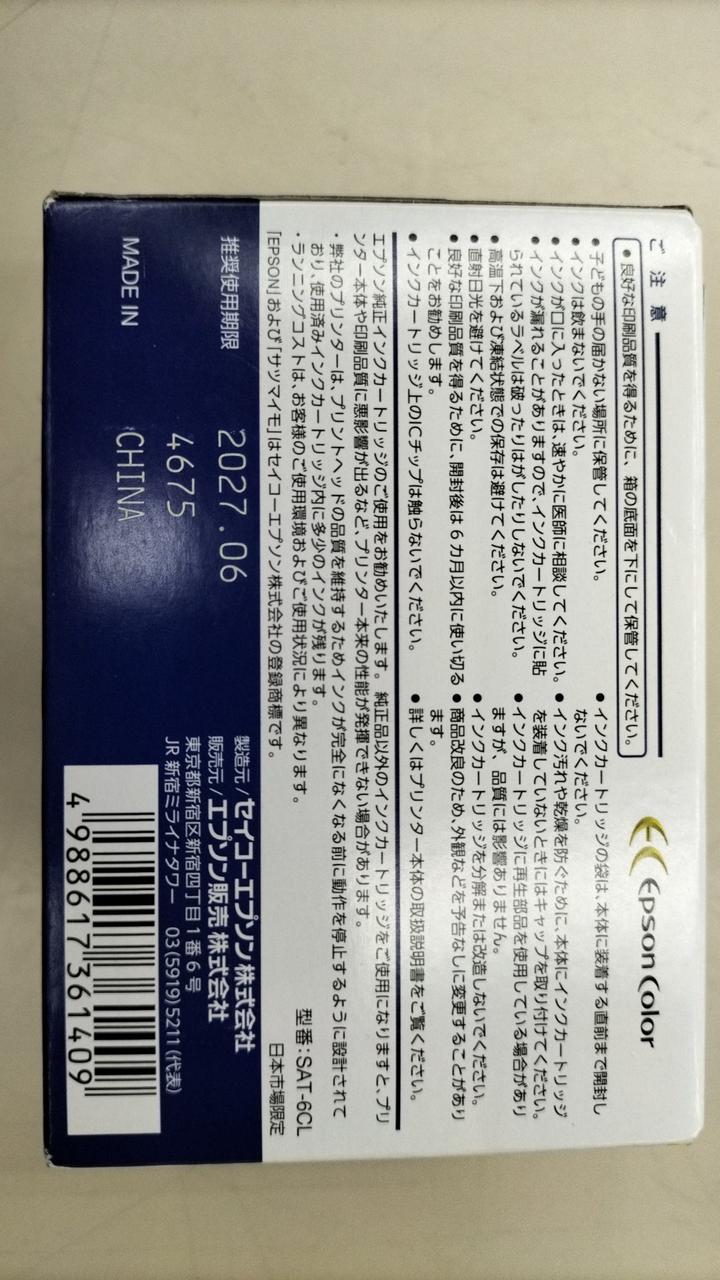 ご注意
Epson Color
●良好な印刷品質を得るために、箱の底面を下にして保管してください。
●子どもの手の届かない場所に保管してください。
●インクは飲まないでください。
●インクが口に入ったときは、速やかに医師に相談してください。
●インクが漏れることがありますので、インクカートリッジに貼
られているラベルは破ったりはがしたりしないでください。
●高温下および凍結状態での保存は避けてください。
●直射日光を避けてください。
●良好な印刷品質を得るために、開封後は6カ月以内に使い切る
ことをお勧めします。
●インクカートリッジ上のICチップは触らないでください。
●インクカートリッジの袋は、本体に装着する直前まで開封し
ないでください。
●インク汚れや乾燥を防ぐために、本体にインクカートリッジ
を装着していないときにはキャップを取り付けてください。
●インクカートリッジに再生部品を使用している場合があり
ますが、品質には影響ありません。
●インクカートリッジを分解または改造しないでください。
●商品改良のため、外観などを予告なしに変更することがあり
ます。
●詳しくはプリンター本体の取扱説明書をご覧ください。
エプソン純正インクカートリッジのご使用をお勧めいたします。純正品以外のインクカートリッジをご使用になりますと、プリ
ンター本体や印刷品質に悪影響が出るなど、プリンター本来の性能が発揮できない場合があります。
・弊社のプリンターは、プリントヘッドの品質を維持するためインクが完全になくなる前に動作を停止するように設計されて
おり、使用済みインクカートリッジ内に多少のインクが残ります。
・ランニングコストは、お客様のご使用環境およびご使用状況により異なります。
「EPSON」および「サツマイモ」はセイコーエプソン株式会社の登録商標です。
型番：SAT-6CL
日本市場限定
推奨使用期限 2027.06
4675
MADE IN CHINA
製造元/セイコーエプソン株式会社
販売元/エプソン販売 株式会社
東京都新宿区新宿四丁目1番6号
JR新宿ミライナタワー 03(5919)5211(代表)
4 988617 361409